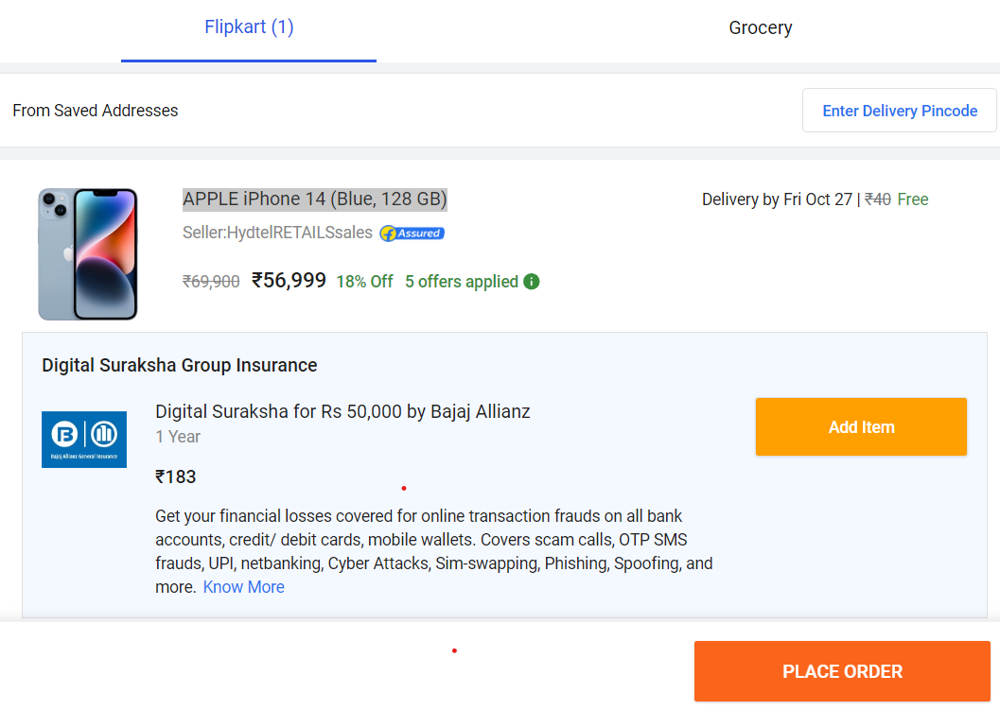 Flipkart (1)
Grocery
From Saved Addresses
Enter Delivery Pincode
APPLE iPhone 14 (Blue, 128 GB)
Delivery by Fri Oct 27 | ₹40 Free
Seller:HydtelRETAILSsales Assured
₹69,900 ₹56,999 18% Off 5 offers applied
Digital Suraksha Group Insurance
Digital Suraksha for Rs 50,000 by Bajaj Allianz
1 Year
Add Item
Bajaj Allianz General Insurance
₹183
Get your financial losses covered for online transaction frauds on all bank
accounts, credit/ debit cards, mobile wallets. Covers scam calls, OTP SMS
frauds, UPI, netbanking, Cyber Attacks, Sim-swapping, Phishing, Spoofing, and
more. Know More
PLACE ORDER